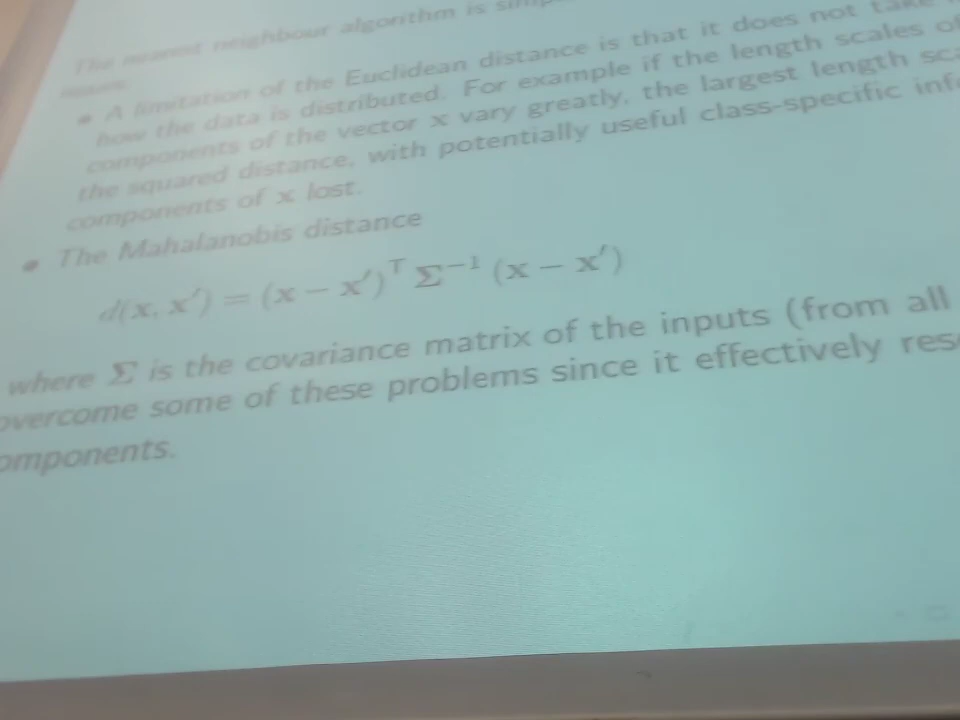 The nearest neighbour algorithm is
• A limitation of the Euclidean distance is that it does not take
how the data is distributed. For example if the length scales of
components of the vector x vary greatly, the largest length
the squared distance, with potentially useful class-specific
components of x lost.
• The Mahalanobis distance
d(x, x′) = (x − x′)ᵀ Σ⁻¹ (x − x′)
where Σ is the covariance matrix of the inputs (from all
overcome some of these problems since it effectively
components.